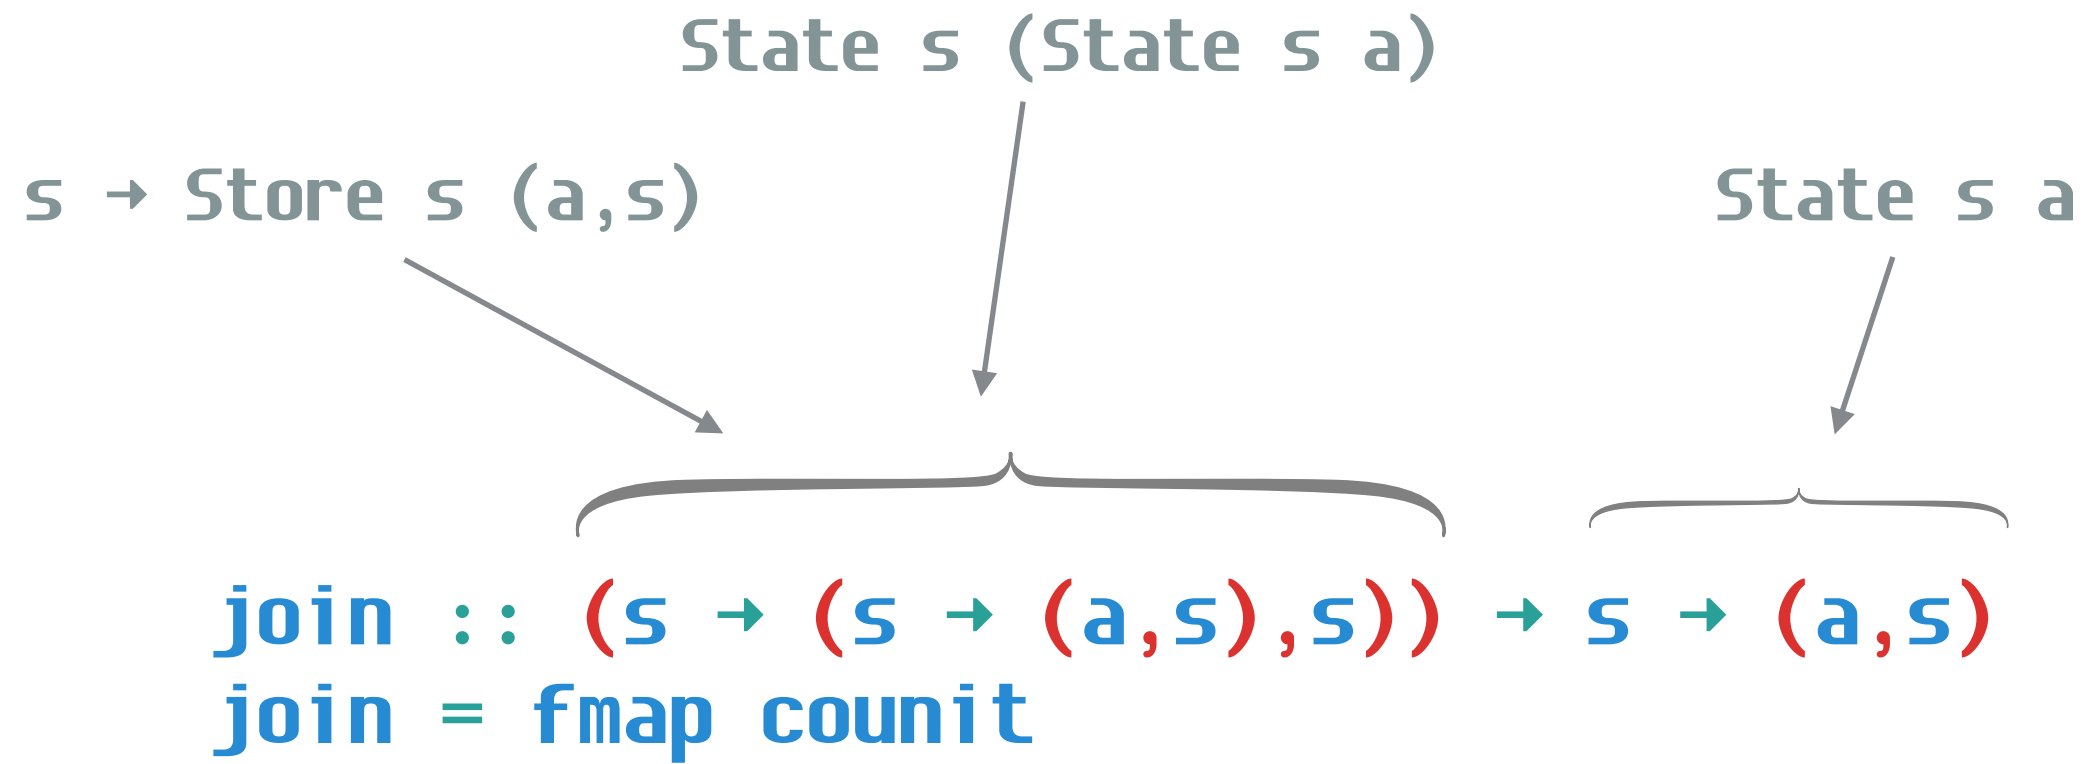 State s (State s a)
s → Store s (a,s)
State s a
join :: (s → (s → (a,s),s)) → s → (a,s)
join = fmap counit